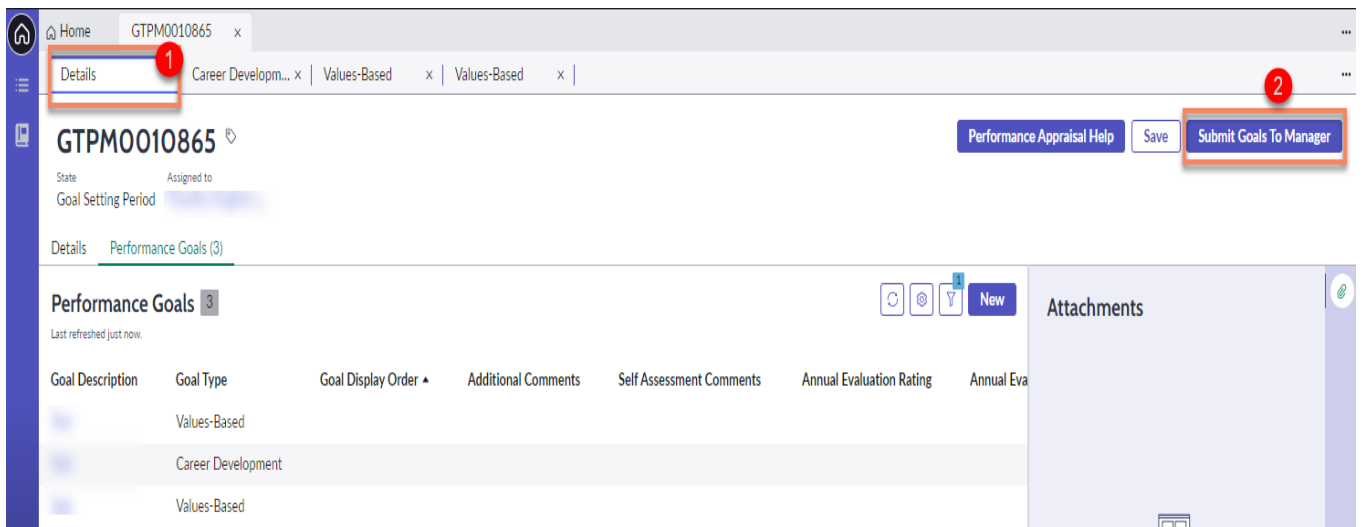 Home GTPM0010865 x
1
Details Career Developm... x Values-Based x Values-Based x
2
GTPM0010865 Performance Appraisal Help Save Submit Goals To Manager
State Assigned to
Goal Setting Period
Details Performance Goals (3)
Performance Goals 3 1 New Attachments
Last refreshed just now.
Goal Description Goal Type Goal Display Order Additional Comments Self Assessment Comments Annual Evaluation Rating Annual Eva
Values-Based
Career Development
Values-Based